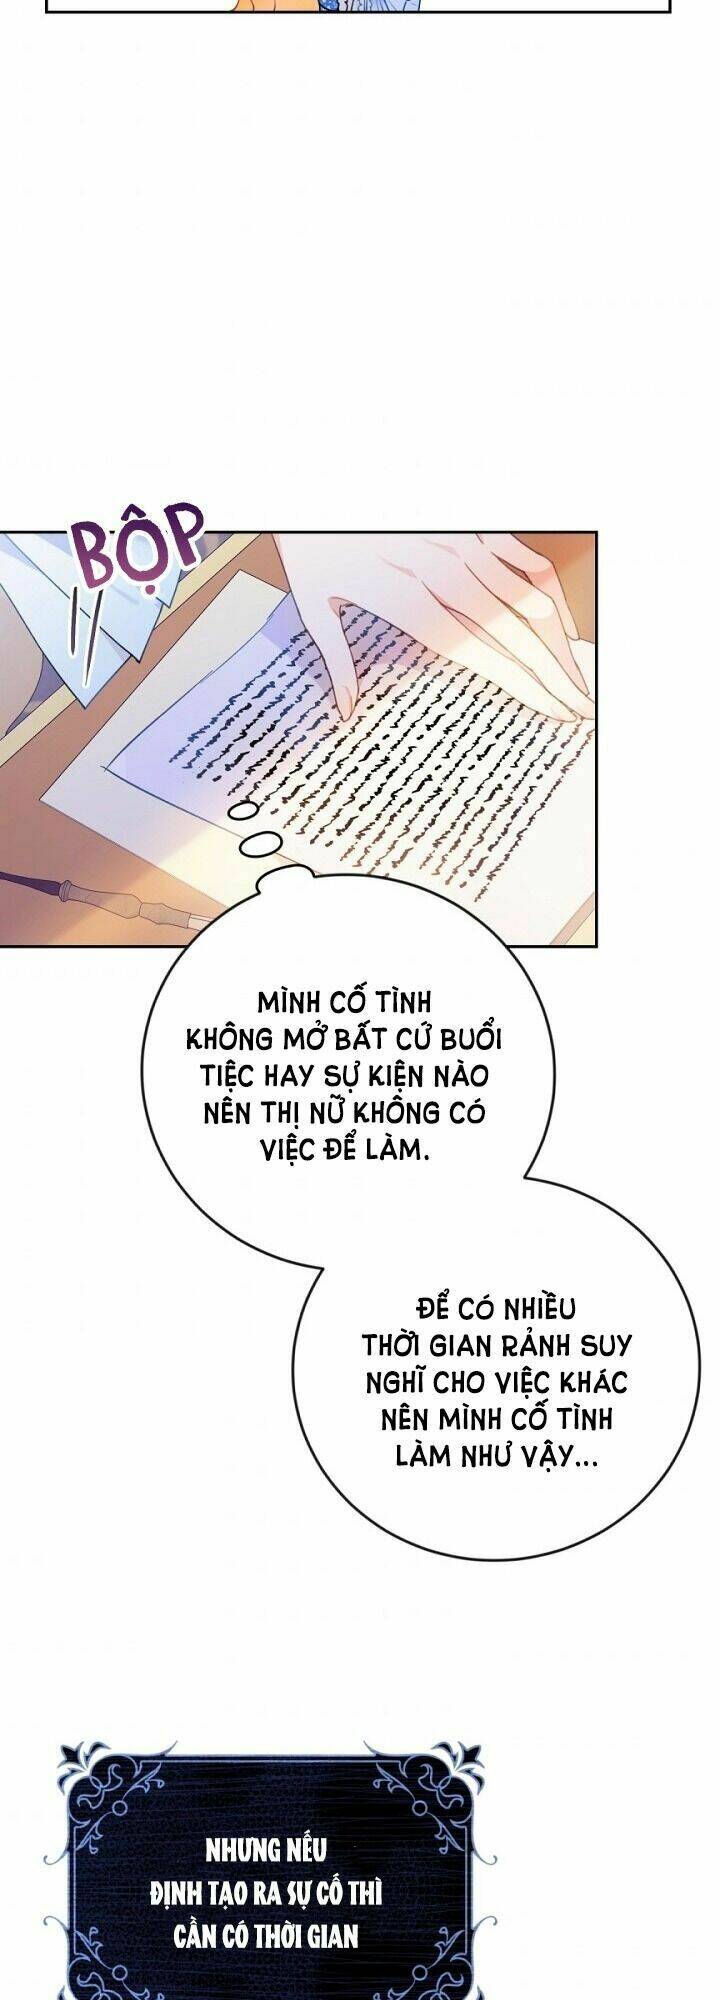 BỘP
MÌNH CỐ TÌNH
KHÔNG MỞ BẤT CỨ BUỔI
TIỆC HAY SỰ KIỆN NÀO
NÊN THỊ NỮ KHÔNG CÓ
VIỆC ĐỂ LÀM.
ĐỂ CÓ NHIỀU
THỜI GIAN RẢNH SUY
NGHĨ CHO VIỆC KHÁC
NÊN MÌNH CỐ TÌNH
LÀM NHƯ VẬY...
NHƯNG NẾU
ĐỊNH TẠO RA SỰ CỐ THÌ
CẦN CÓ THỜI GIAN